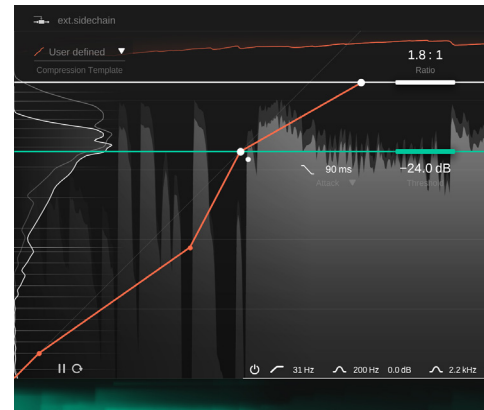 ext.sidechain
User defined
Compression Template
1.8 : 1
Ratio
90 ms
Attack
−24.0 dB
Threshold
31 Hz
200 Hz 0.0 dB
2.2 kHz